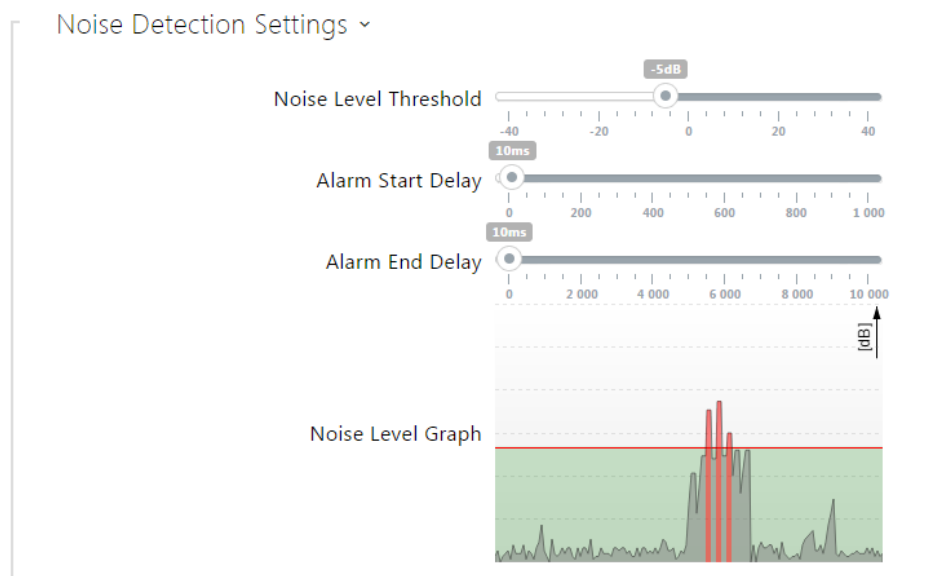 Noise Detection Settings
-5dB
Noise Level Threshold
-40 -20 0 20 40
10ms
Alarm Start Delay
0 200 400 600 800 1 000
10ms
Alarm End Delay
0 2 000 4 000 6 000 8 000 10 000
[dB]
Noise Level Graph